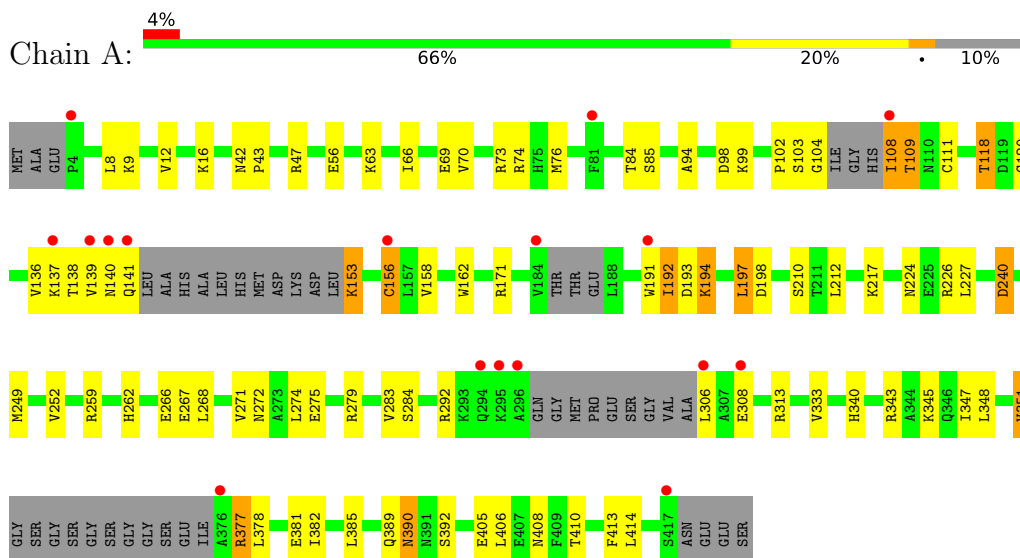 4%
Chain A:
66% 20% • 10%
MET ALA GLU P4 L8 K9 V12 K16 N42 P43 R47 E56 K63 I66 E69 V70 R73 R74 H75 M76 F81 T84 S85 A94 D98 K99 P102 S103 G104 ILE GLY HIS I108 T109 N110 C111 T118 D119
V136 K137 T138 V139 N140 Q141 LEU ALA HIS ALA LEU HIS MET ASP LYS ASP LEU K153 C156 L157 V158 W162 R171 V184 THR THR GLU L188 W191 I192 D193 K194 L197 D198 S210 T211 L212 K217 N224 E225 R226 L227 D240
M249 V252 R259 H262 E266 E267 L268 V271 N272 A273 L274 E275 R279 V283 S284 R292 K293 Q294 K295 A296 GLN GLY MET PRO GLU SER GLY VAL ALA L306 A307 E308 R313 V333 H340 R343 A344 K345 Q346 I347 L348
GLY SER GLY SER GLY SER GLY GLY SER GLU ILE A376 R377 L378 E381 I382 L385 Q389 N390 N391 S392 E405 L406 E407 N408 F409 T410 F413 L414 S417 ASN GLU GLU SER